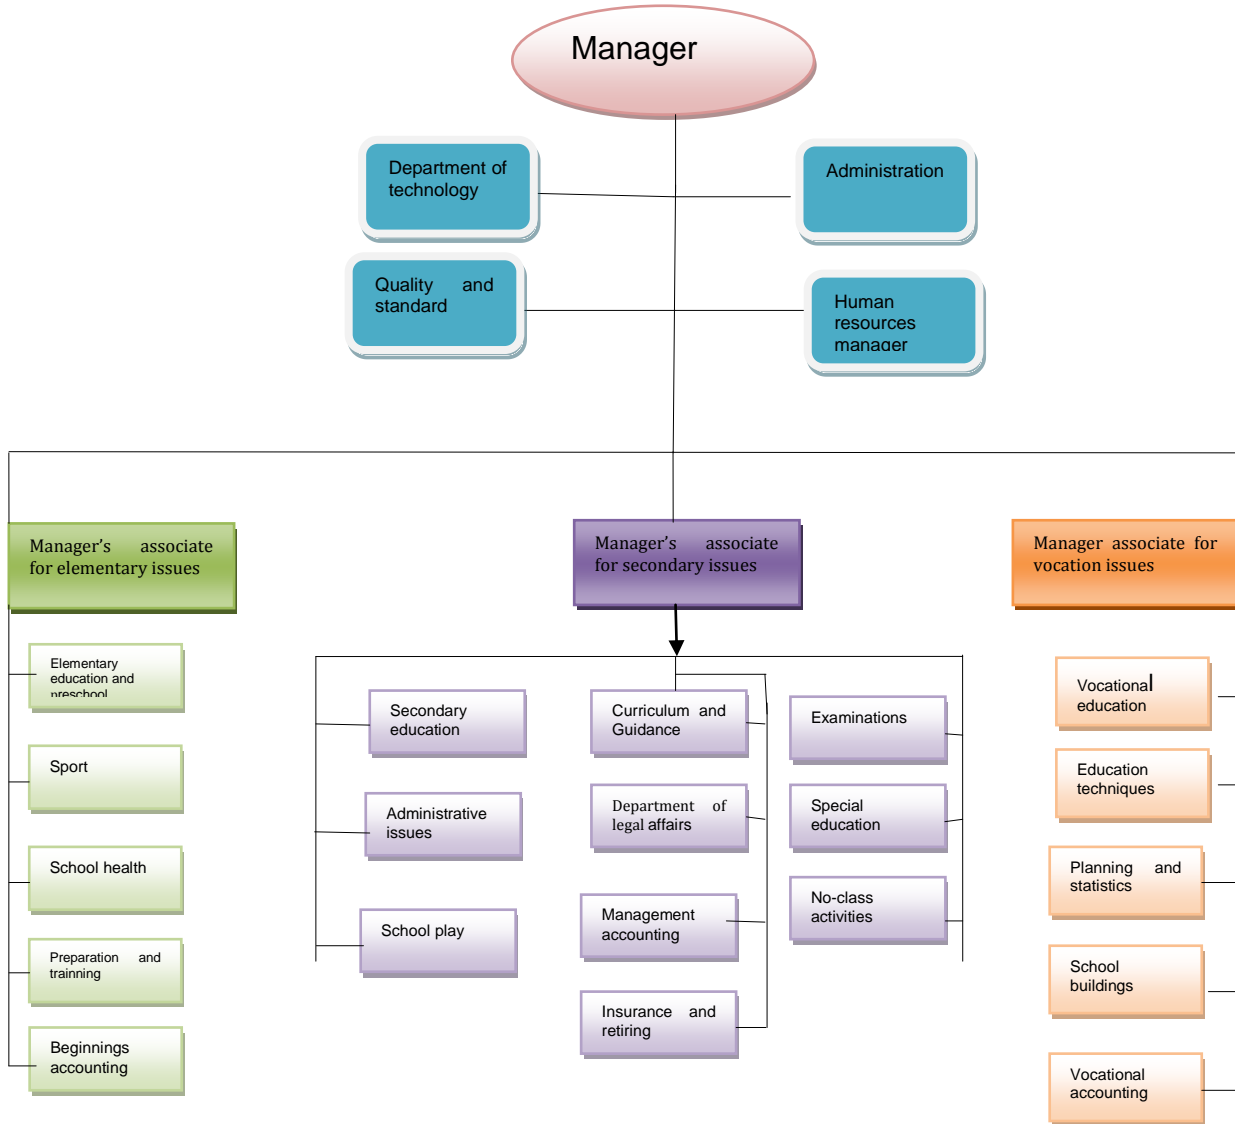 Manager
Department of
technology
Administration
Quality and
standard
Human
resources
manager
Manager's associate
for elementary issues
Manager's associate
for secondary issues
Manager associate for
vocation issues
Elementary
education and
preschool
Sport
School health
Preparation and
trainning
Beginnings
accounting
Secondary
education
Administrative
issues
School play
Curriculum and
Guidance
Department of
legal affairs
Management
accounting
Insurance and
retiring
Examinations
Special
education
No-class
activities
Vocational
education
Education
techniques
Planning and
statistics
School
buildings
Vocational
accounting